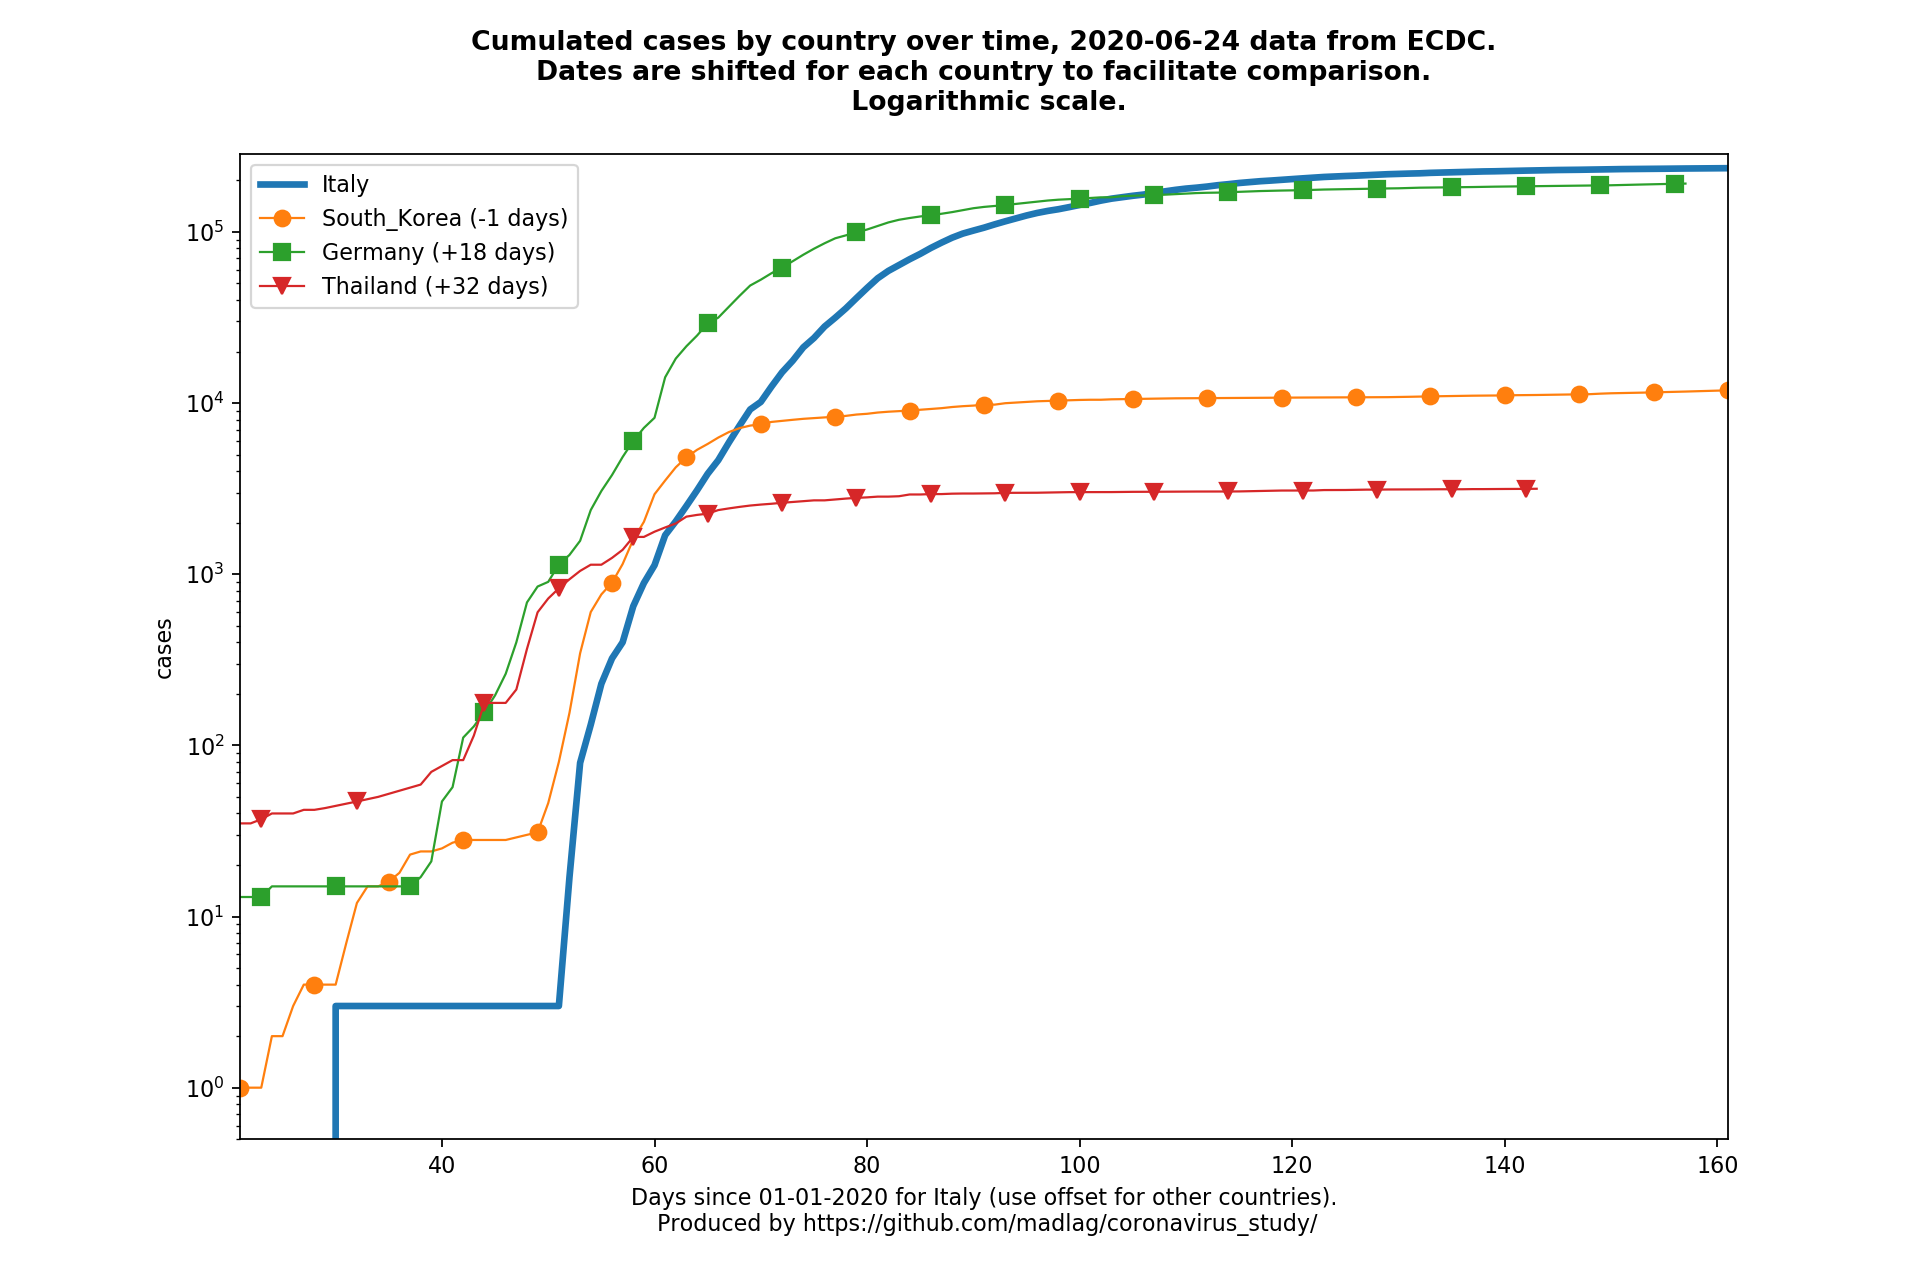 Cumulated cases by country over time, 2020-06-24 data from ECDC.
Dates are shifted for each country to facilitate comparison.
Logarithmic scale.
Italy
South_Korea (-1 days)
Germany (+18 days)
Thailand (+32 days)
10^5
10^4
10^3
10^2
10^1
10^0
cases
40 60 80 100 120 140 160
Days since 01-01-2020 for Italy (use offset for other countries).
Produced by https://github.com/madlag/coronavirus_study/